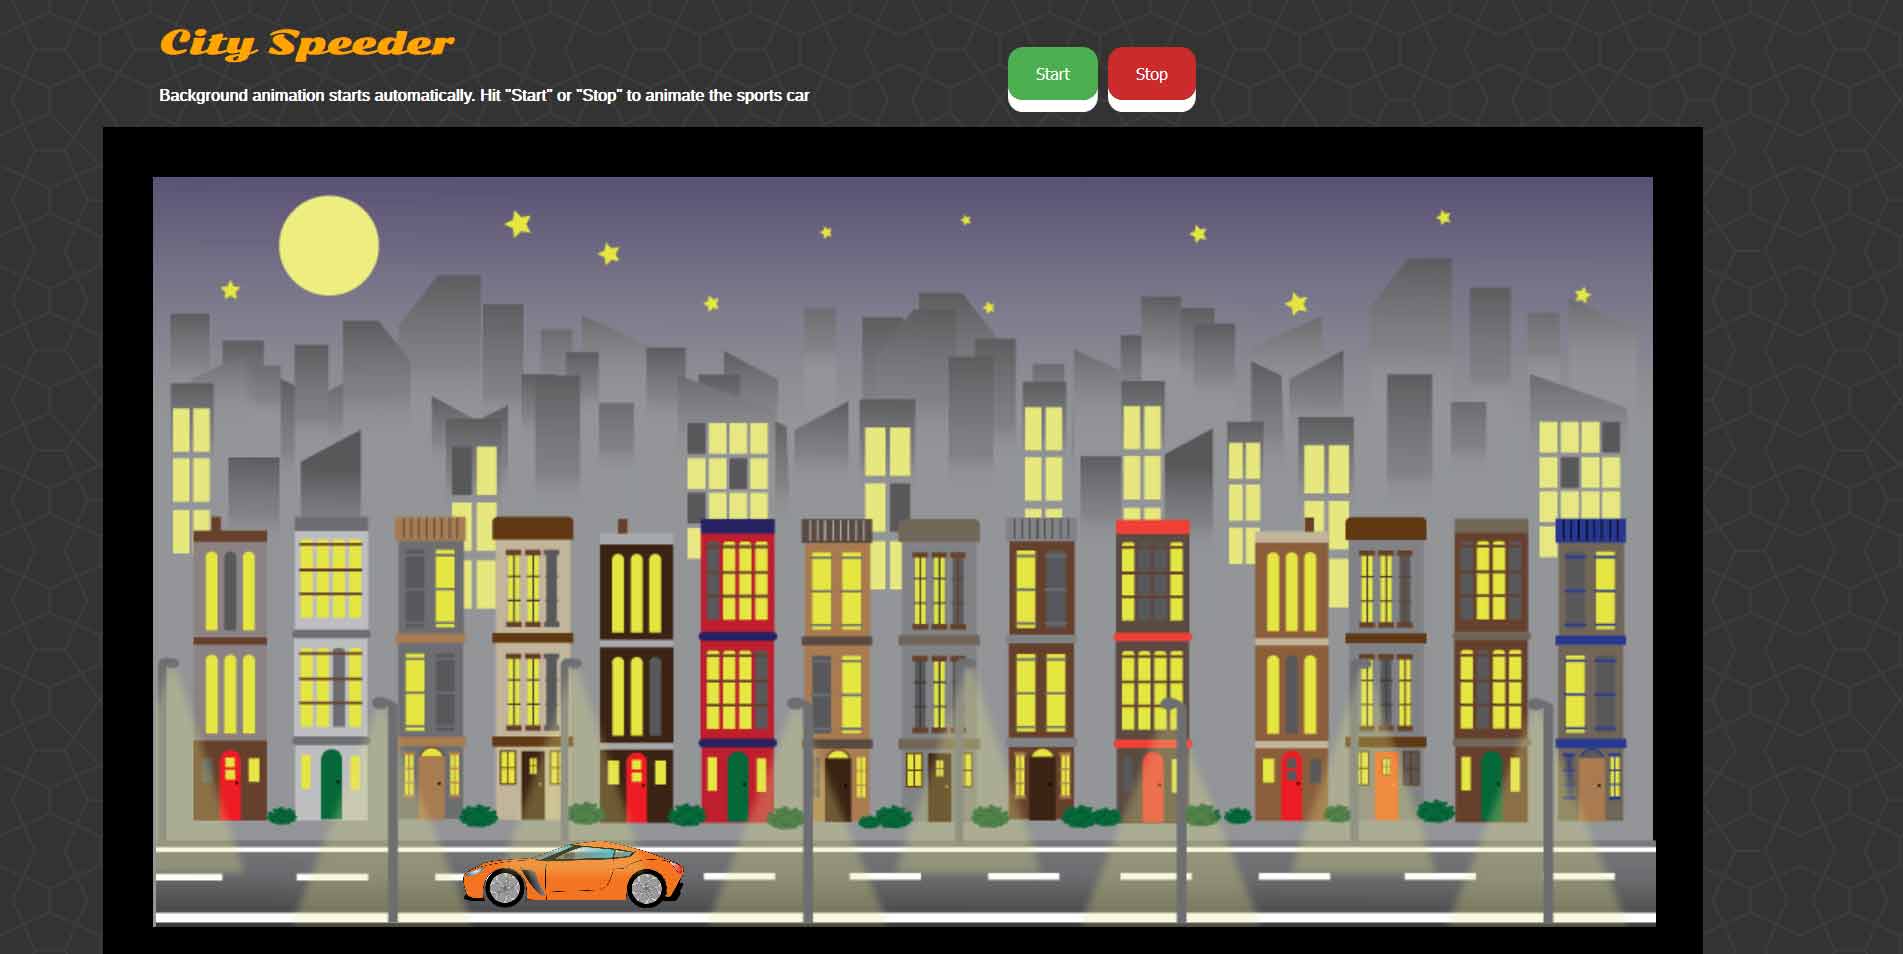 City Speeder
Start
Stop
Background animation starts automatically. Hit "Start" or "Stop" to animate the sports car